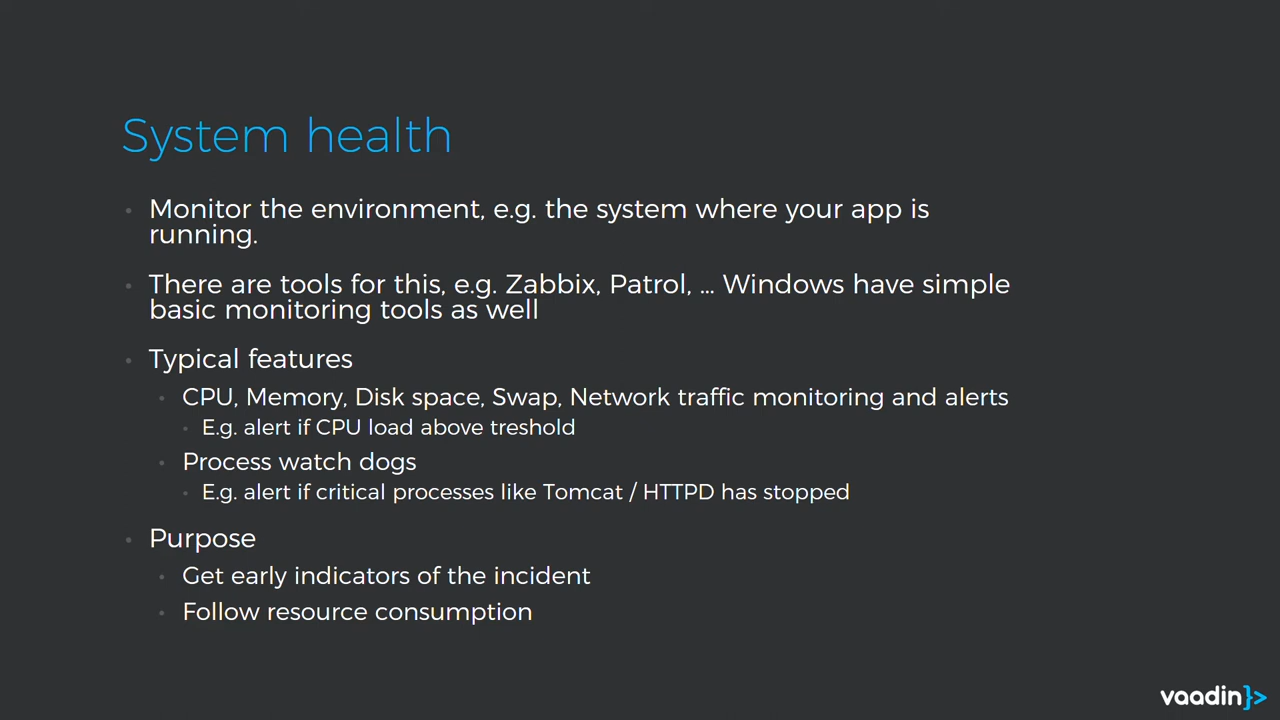 System health
• Monitor the environment, e.g. the system where your app is
running.
• There are tools for this, e.g. Zabbix, Patrol, ... Windows have simple
basic monitoring tools as well
• Typical features
• CPU, Memory, Disk space, Swap, Network traffic monitoring and alerts
• E.g. alert if CPU load above treshold
• Process watch dogs
• E.g. alert if critical processes like Tomcat / HTTPD has stopped
• Purpose
• Get early indicators of the incident
• Follow resource consumption
vaadin}>